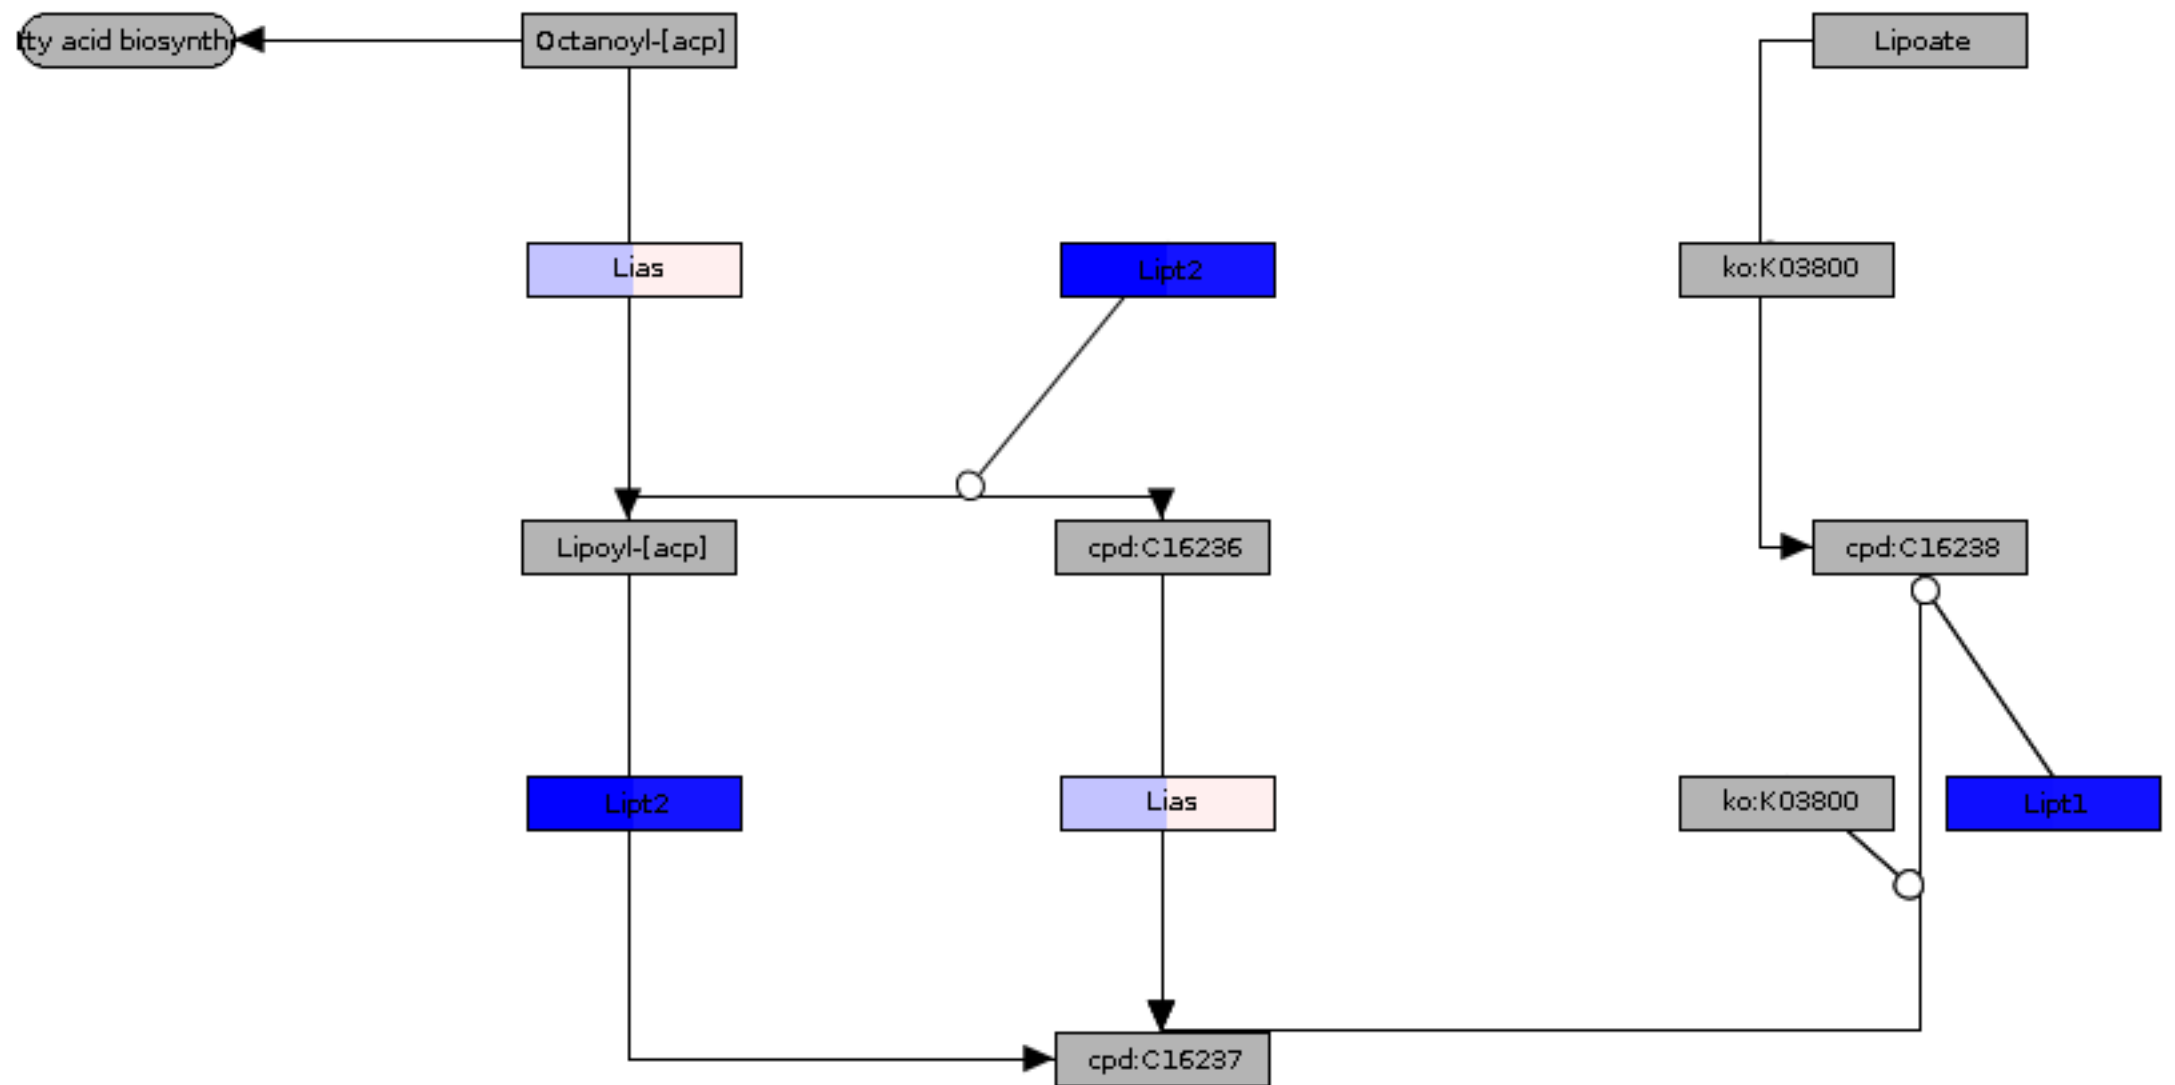 tty acid biosynth
Octanoyl-[acp]
Lipoate
Lias
Lipt2
ko:K03800
Lipoyl-[acp]
cpd:C16236
cpd:C16238
Lipt2
Lias
ko:K03800
Lipt1
cpd:C16237